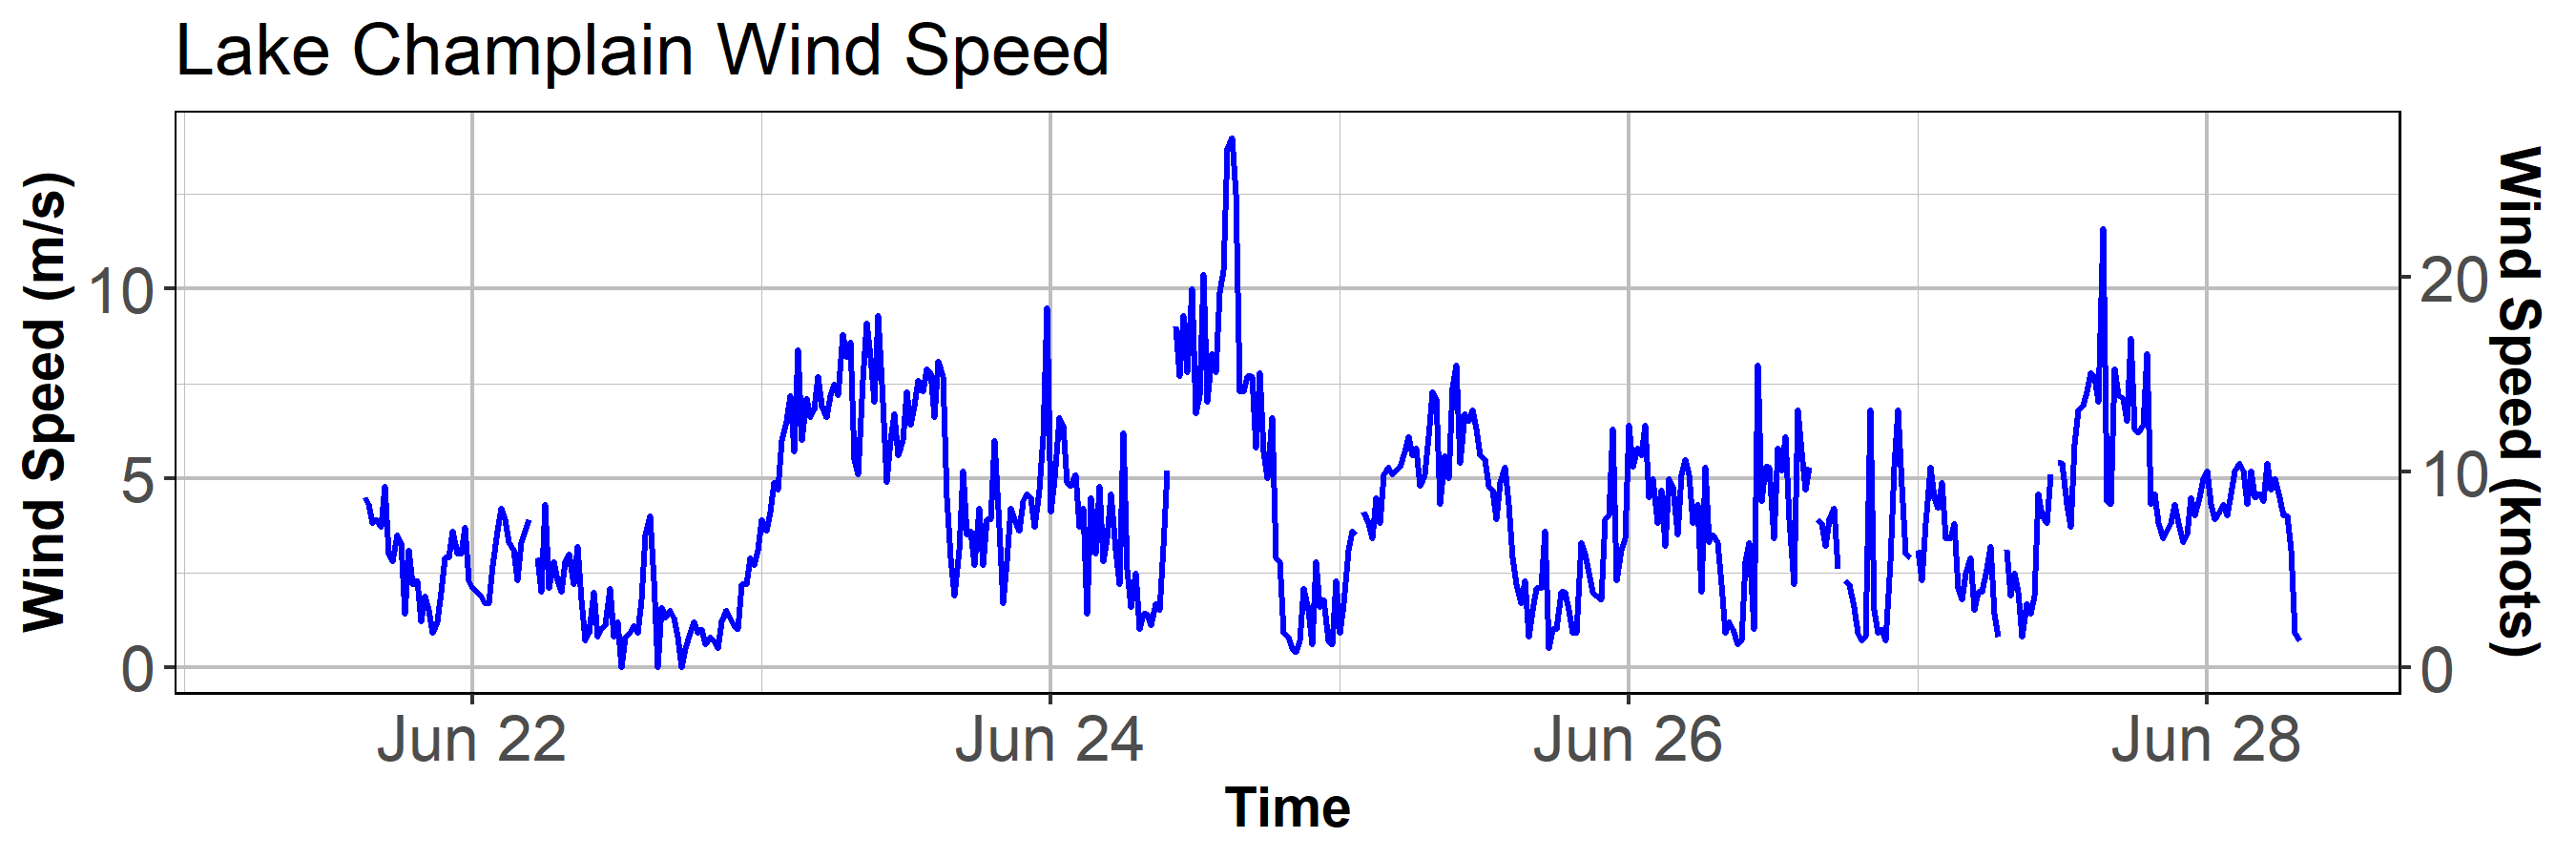 Lake Champlain Wind Speed
Wind Speed (m/s)
10
5
0
20
10
0
Wind Speed (knots)
Jun 22
Jun 24
Jun 26
Jun 28
Time